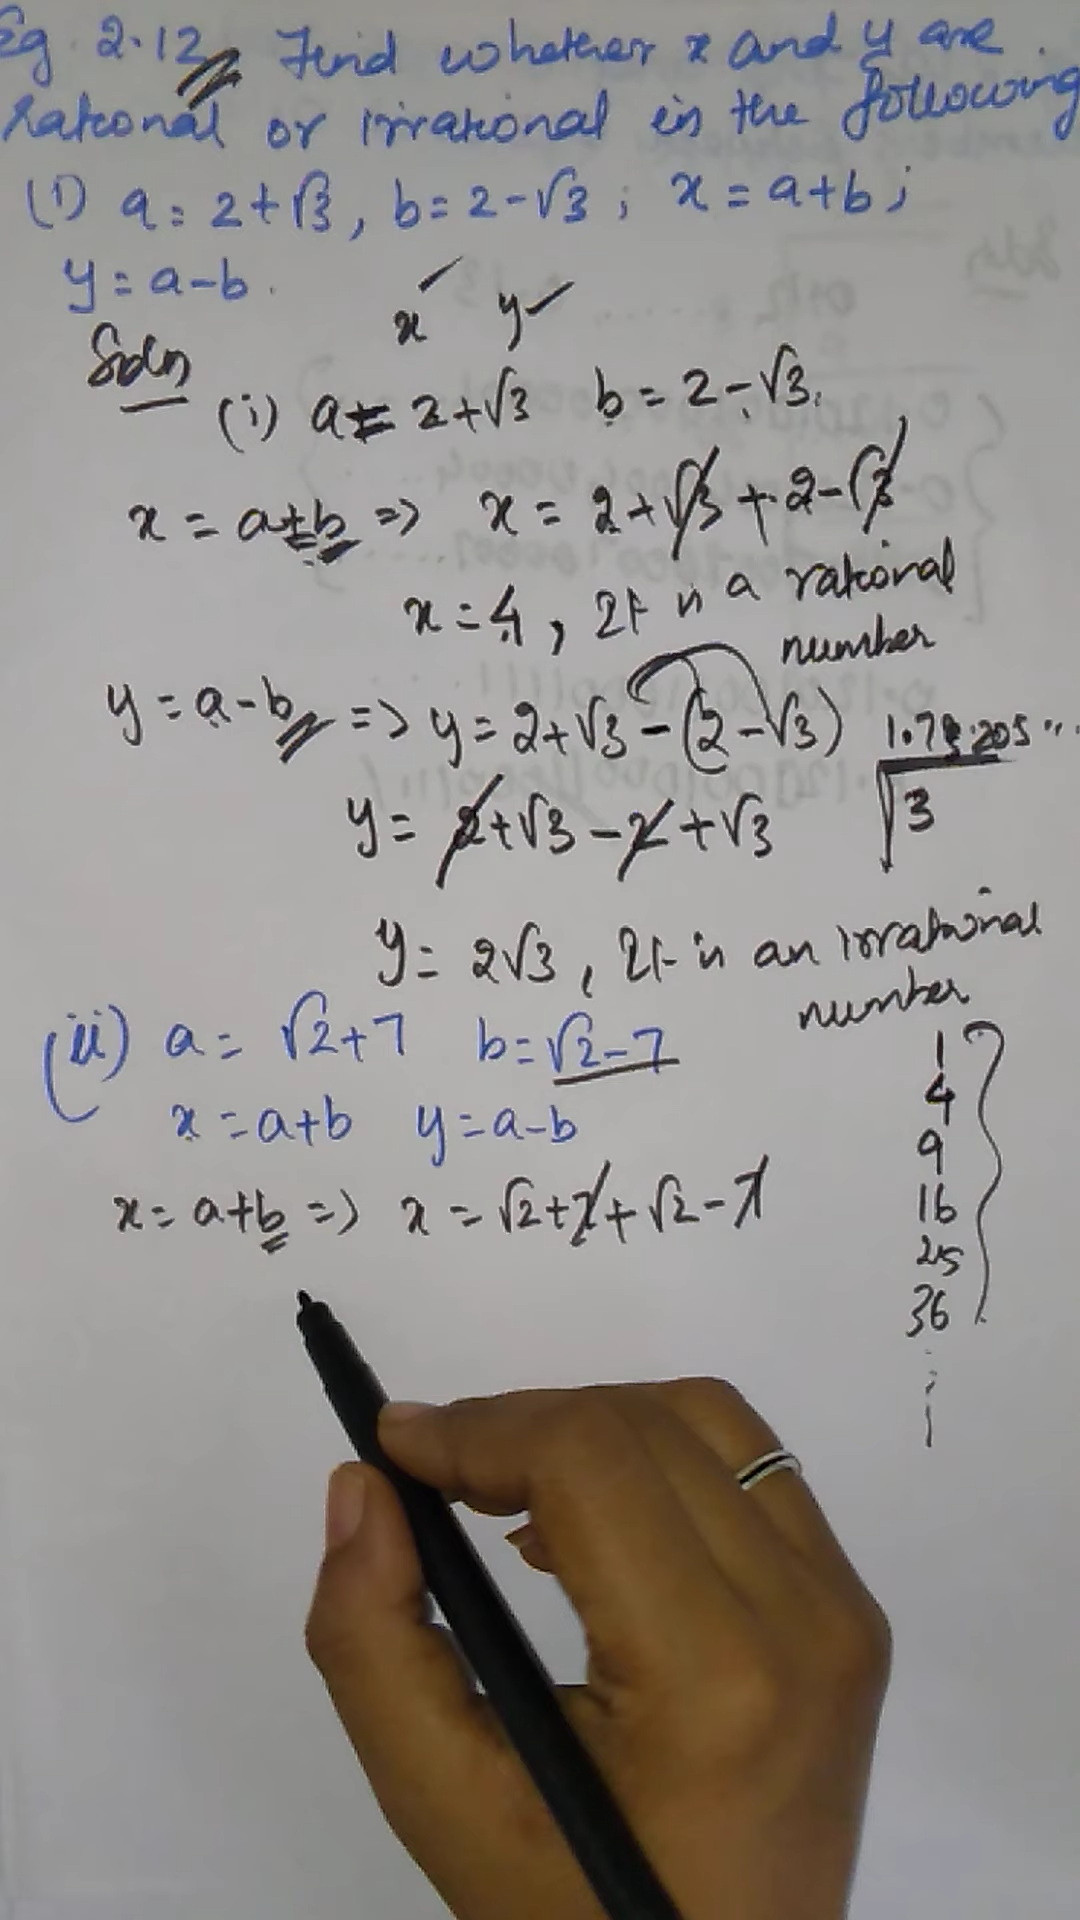 Eg 2.12, Find whether x and y are
rational or irrational in the following
(i) a = 2+√3, b = 2-√3; x = a+b;
y = a-b.
x y
Soln
(i) a = 2+√3 b = 2-√3.
x = a+b => x = 2+√3 + 2-√3
x = 4, It is a rational
number
y = a-b => y = 2+√3 - (2-√3) 1.73205...
y = 2+√3 - 2+√3 √3
y = 2√3, It is an irrational
number
(ii) a = √2+7 b = √2-7
x = a+b y = a-b
x = a+b => x = √2+7+√2-7
1
4
9
16
25
36